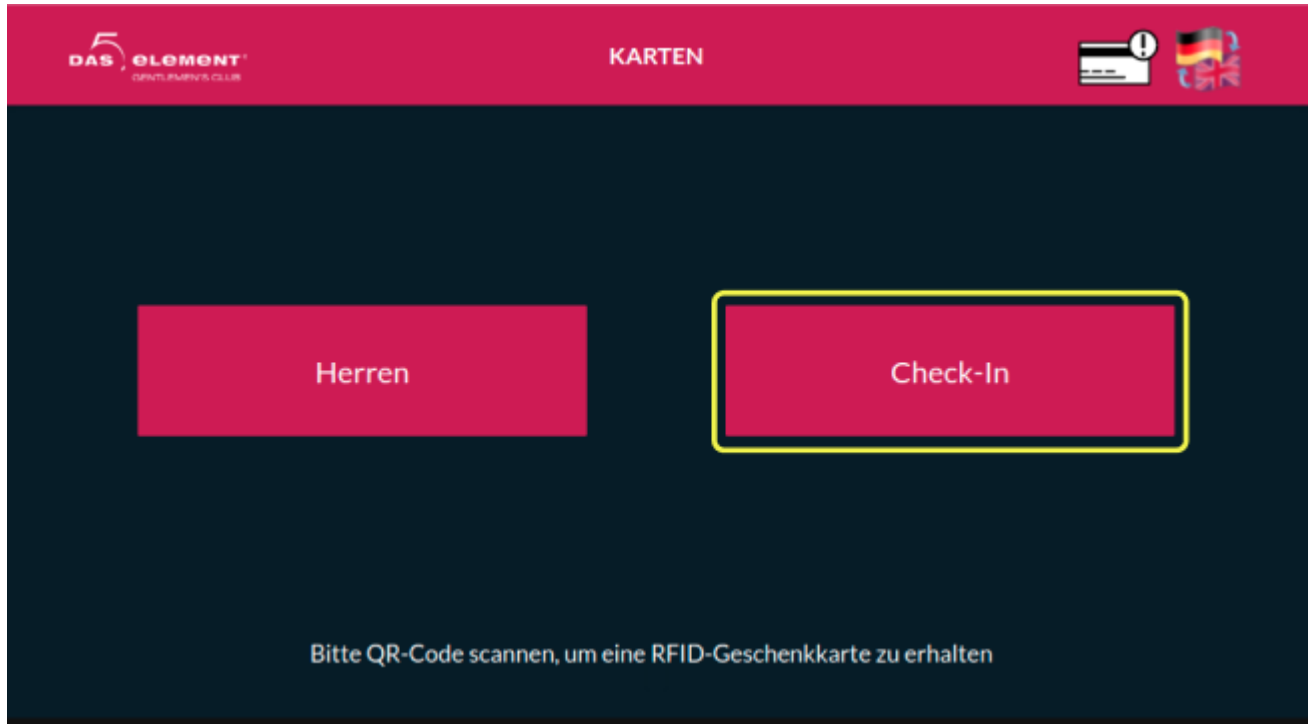 DAS 5 ELEMENT
GENTLEMEN'S CLUB
KARTEN
Herren
Check-In
Bitte QR-Code scannen, um eine RFID-Geschenkkarte zu erhalten